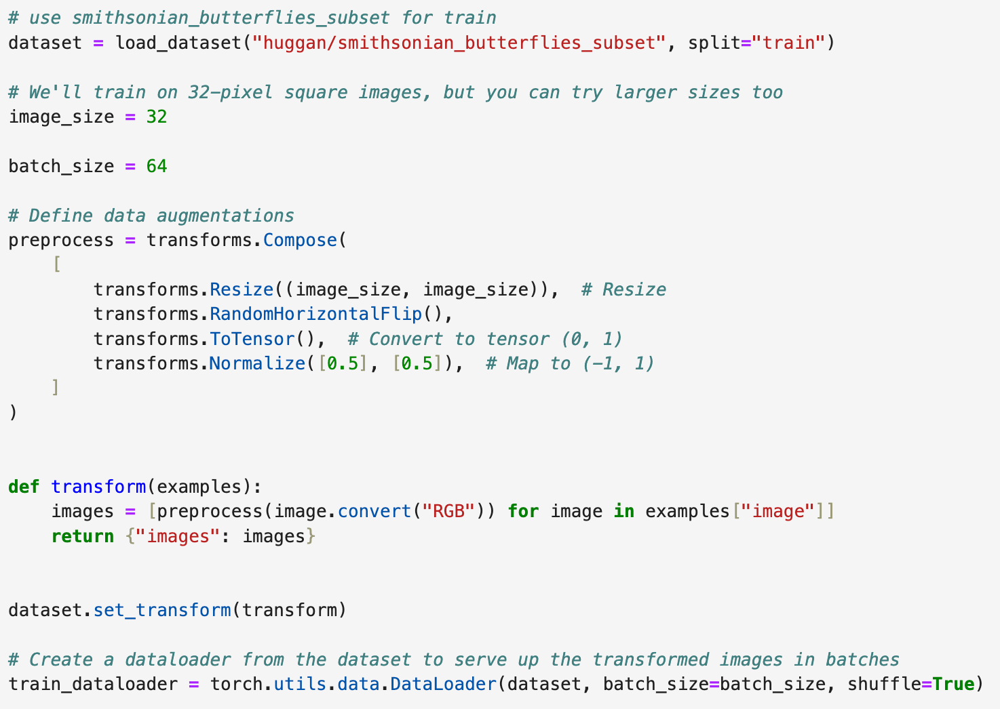 # use smithsonian_butterflies_subset for train
dataset = load_dataset("huggan/smithsonian_butterflies_subset", split="train")

# We'll train on 32-pixel square images, but you can try larger sizes too
image_size = 32

batch_size = 64

# Define data augmentations
preprocess = transforms.Compose(
    [
        transforms.Resize((image_size, image_size)),  # Resize
        transforms.RandomHorizontalFlip(),
        transforms.ToTensor(),  # Convert to tensor (0, 1)
        transforms.Normalize([0.5], [0.5]),  # Map to (-1, 1)
    ]
)


def transform(examples):
    images = [preprocess(image.convert("RGB")) for image in examples["image"]]
    return {"images": images}


dataset.set_transform(transform)

# Create a dataloader from the dataset to serve up the transformed images in batches
train_dataloader = torch.utils.data.DataLoader(dataset, batch_size=batch_size, shuffle=True)